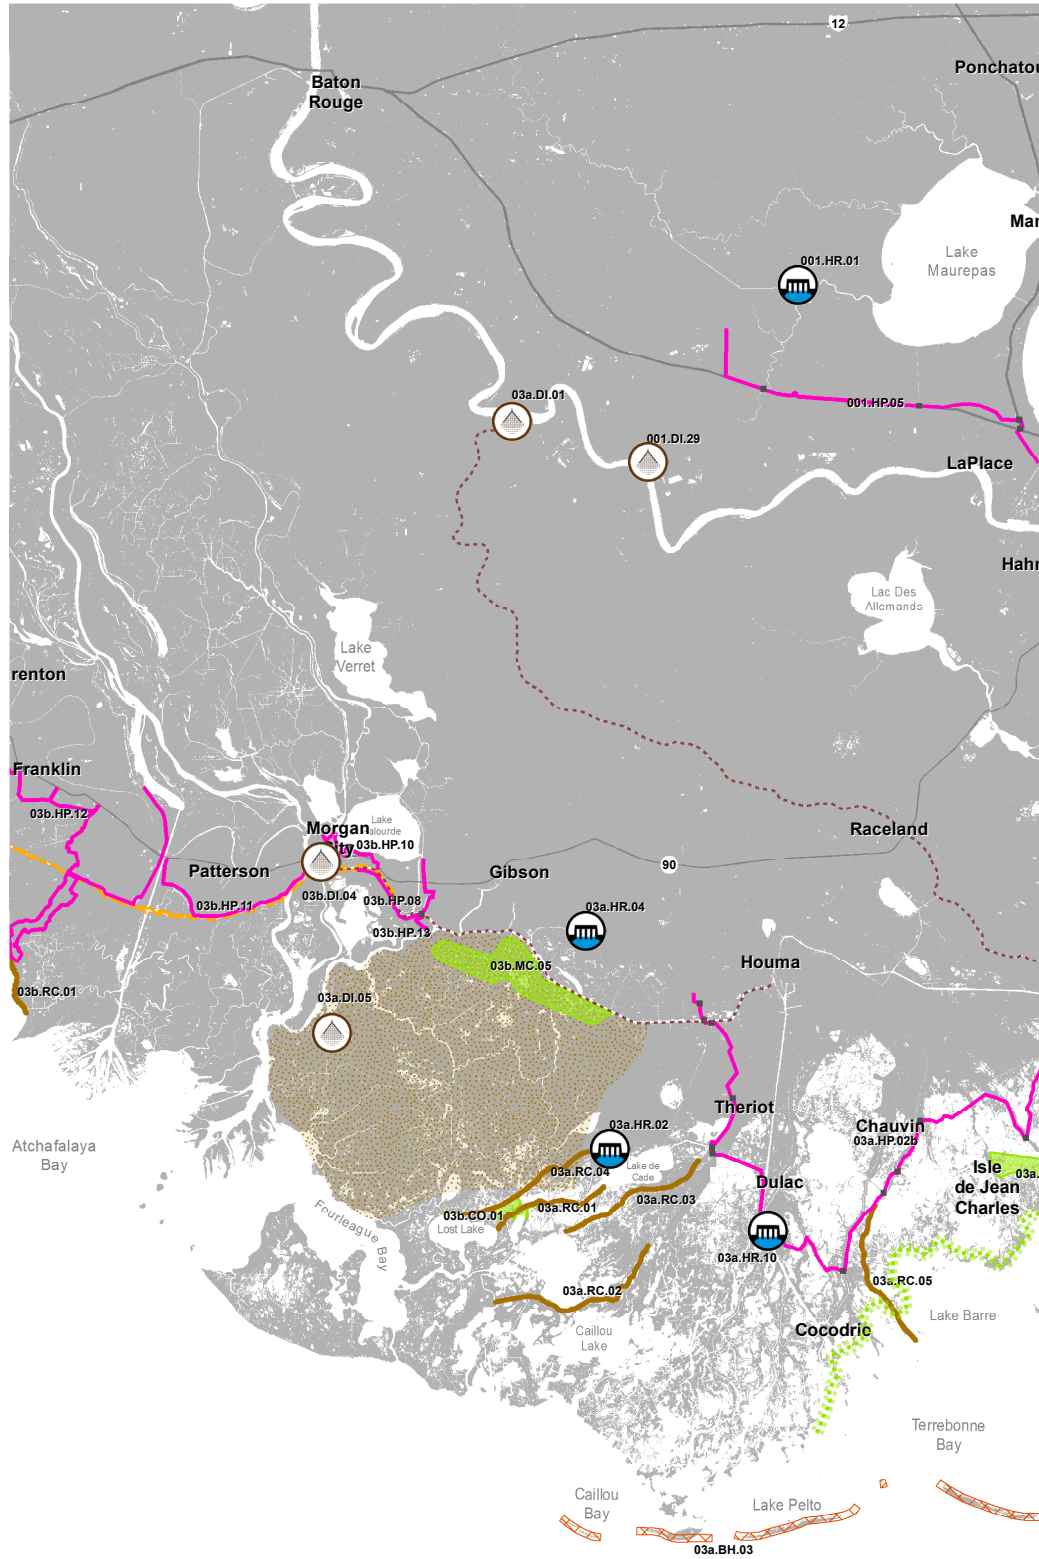 12
Ponchatou
Baton
Rouge
Mar
001.HR.01
Lake
Maurepas
03a.DI.01
001.HP.05
001.DI.29
LaPlace
Hahn
Lac Des
Allemands
Lake
Verret
renton
Franklin
03b.HP.12
Lake
alourde
Morgan
City
03b.HP.10
Raceland
90
Patterson
Gibson
03b.DI.04
03b.HP.11
03b.HP.08
03a.HR.04
03b.HP.13
03b.MC.05
Houma
03b.RC.01
03a.DI.05
Theriot
03a.HR.02
Chauvin
03a.HP.02b
Atchafalaya
Bay
03a.RC.04
Lake de
Cade
Isle
de Jean
Charles
03a.
Dulac
03a.RC.03
03a.RC.01
03b.CO.01
Lost Lake
Fourleague Bay
03a.HR.10
03a.RC.05
03a.RC.02
Lake Barre
Caillou
Lake
Cocodrie
Terrebonne
Bay
Caillou
Bay
Lake Pelto
03a.BH.03